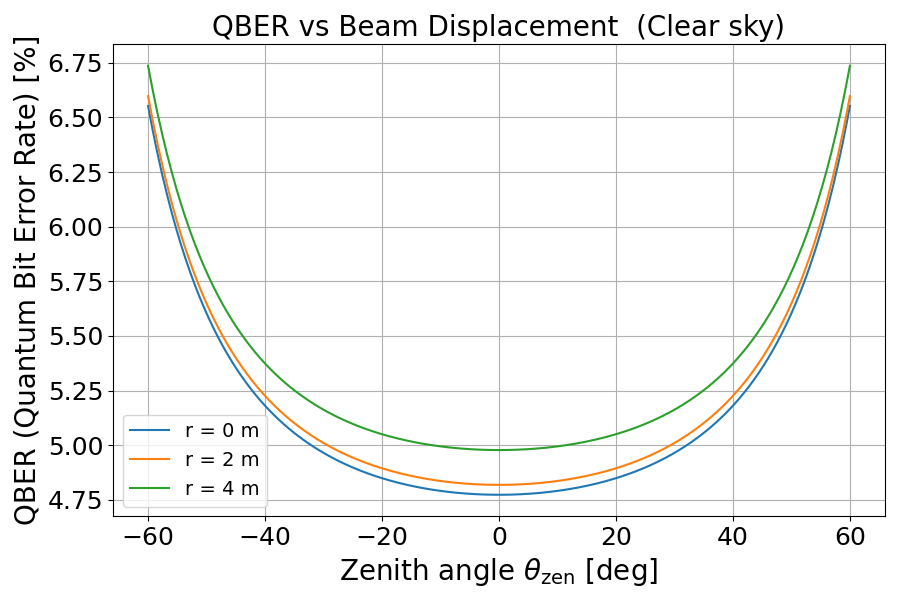 QBER vs Beam Displacement  (Clear sky)
QBER (Quantum Bit Error Rate) [%]
6.75
6.50
6.25
6.00
5.75
5.50
5.25
5.00
4.75
r = 0 m
r = 2 m
r = 4 m
−60 −40 −20 0 20 40 60
Zenith angle θzen [deg]